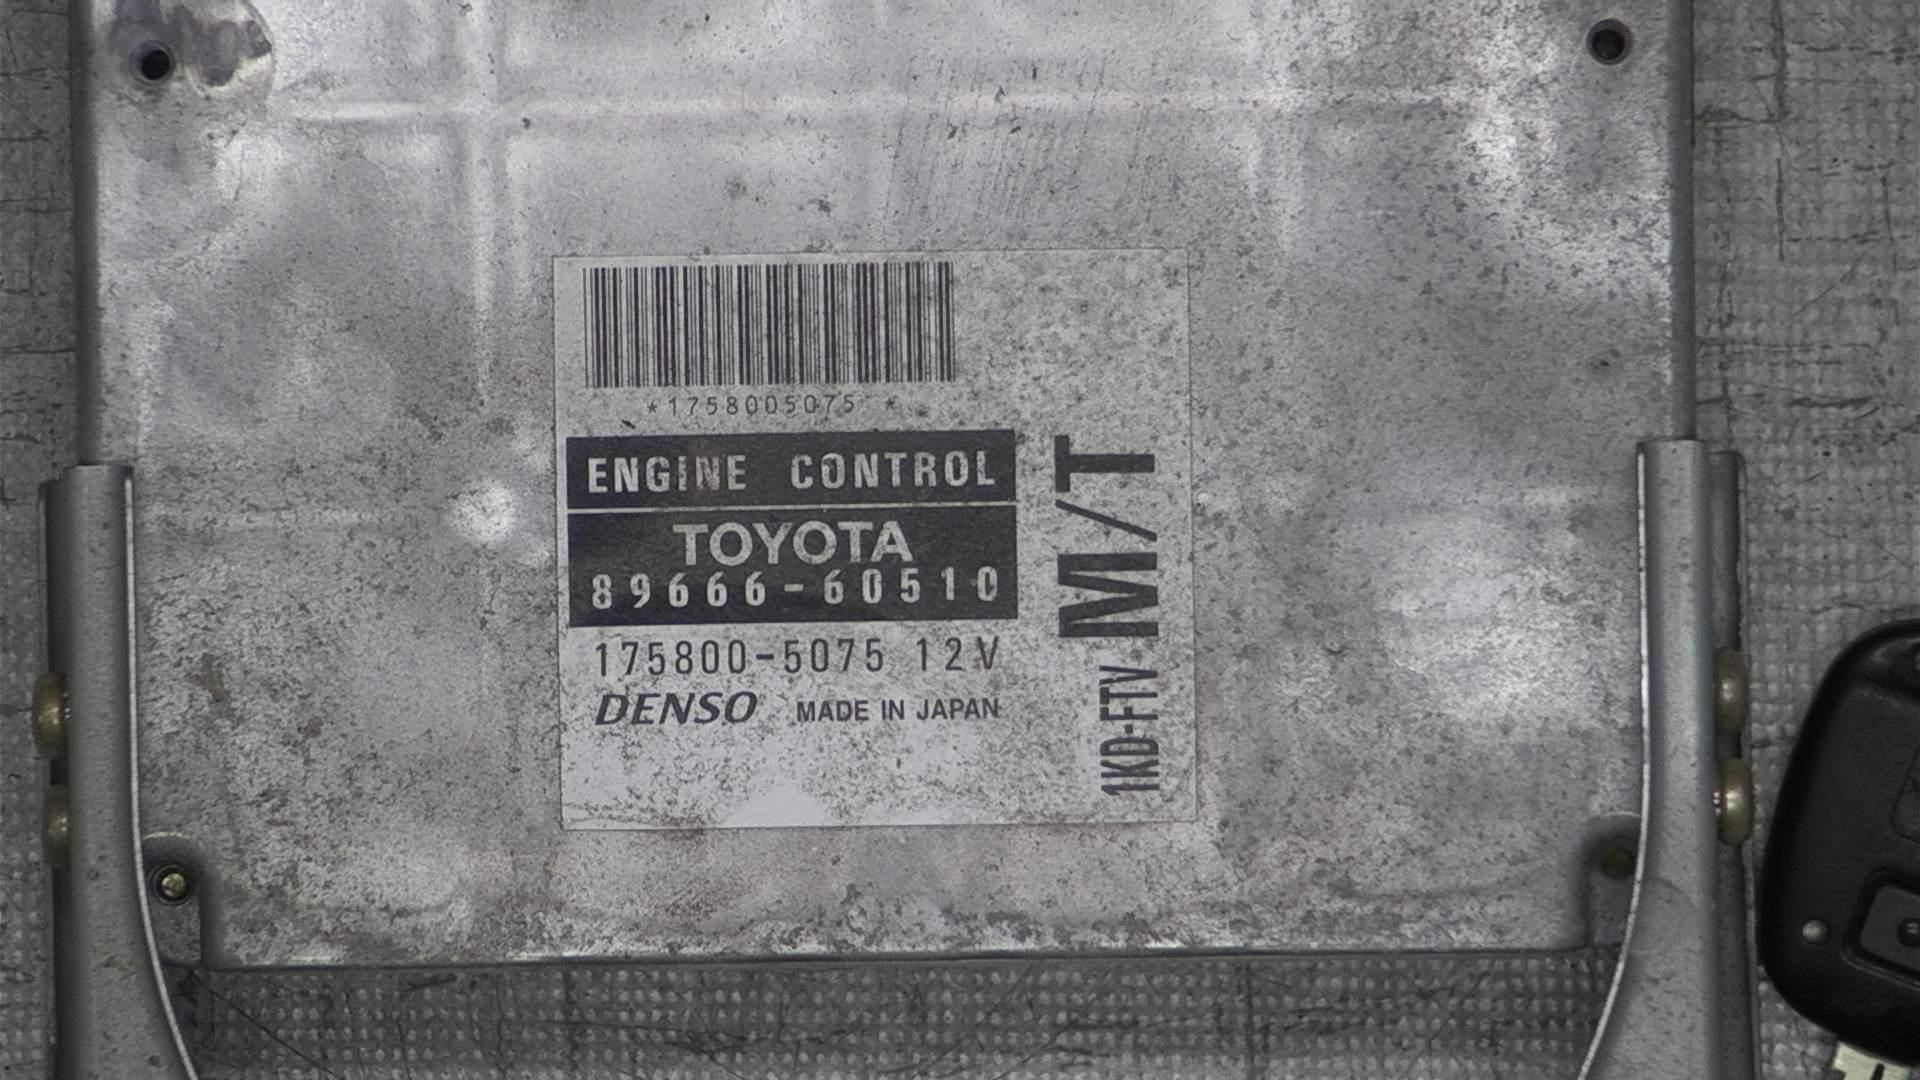 *1758005075 *
ENGINE CONTROL
TOYOTA
89666-60510
175800-5075 12V
DENSO MADE IN JAPAN
1KD-FTV M/T